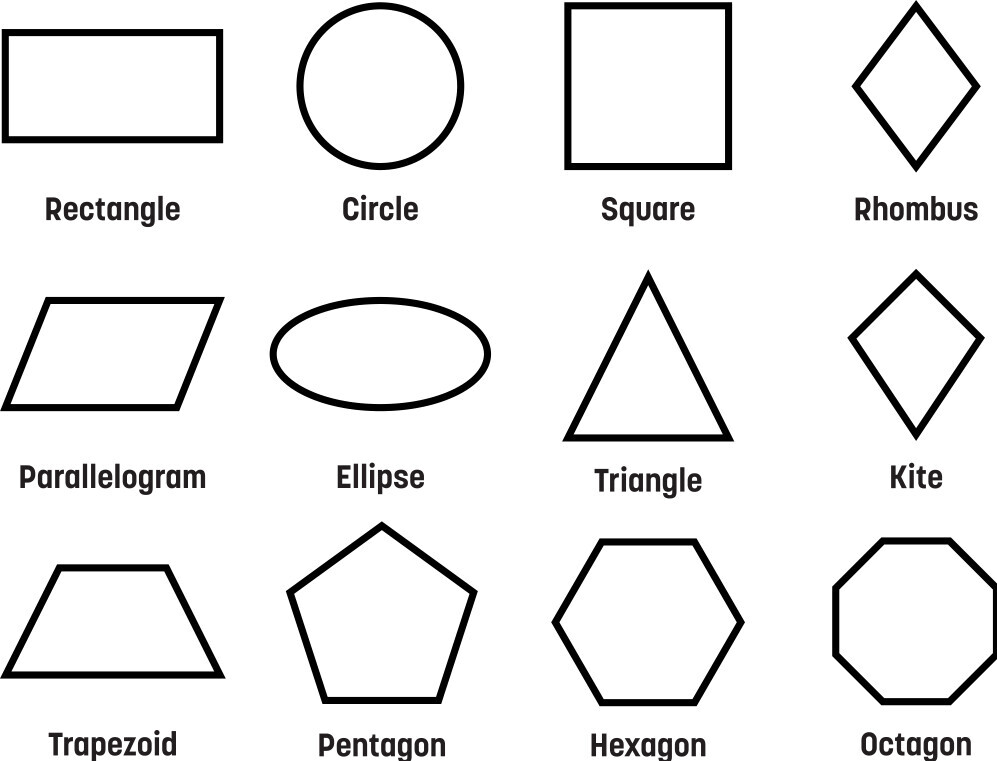 Rectangle
Circle
Square
Rhombus
Parallelogram
Ellipse
Triangle
Kite
Trapezoid
Pentagon
Hexagon
Octagon